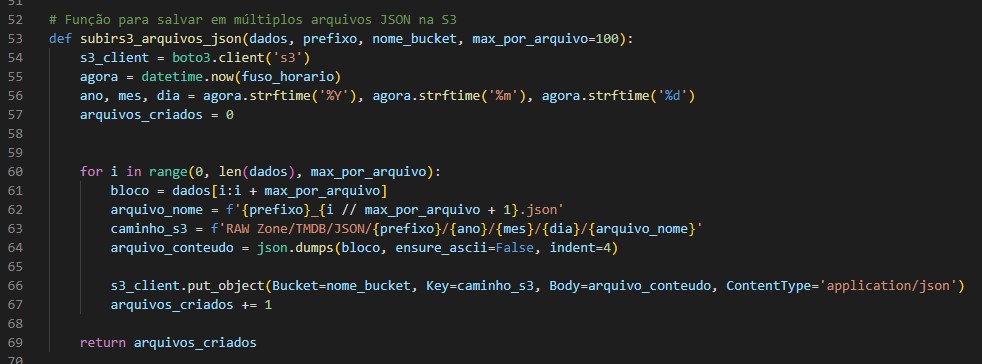 51
52 # Função para salvar em múltiplos arquivos JSON na S3
53 def subirs3_arquivos_json(dados, prefixo, nome_bucket, max_por_arquivo=100):
54     s3_client = boto3.client('s3')
55     agora = datetime.now(fuso_horario)
56     ano, mes, dia = agora.strftime('%Y'), agora.strftime('%m'), agora.strftime('%d')
57     arquivos_criados = 0
58
59
60     for i in range(0, len(dados), max_por_arquivo):
61         bloco = dados[i:i + max_por_arquivo]
62         arquivo_nome = f'{prefixo}_{i // max_por_arquivo + 1}.json'
63         caminho_s3 = f'RAW Zone/TMDB/JSON/{prefixo}/{ano}/{mes}/{dia}/{arquivo_nome}'
64         arquivo_conteudo = json.dumps(bloco, ensure_ascii=False, indent=4)
65
66         s3_client.put_object(Bucket=nome_bucket, Key=caminho_s3, Body=arquivo_conteudo, ContentType='application/json')
67         arquivos_criados += 1
68
69     return arquivos_criados
70